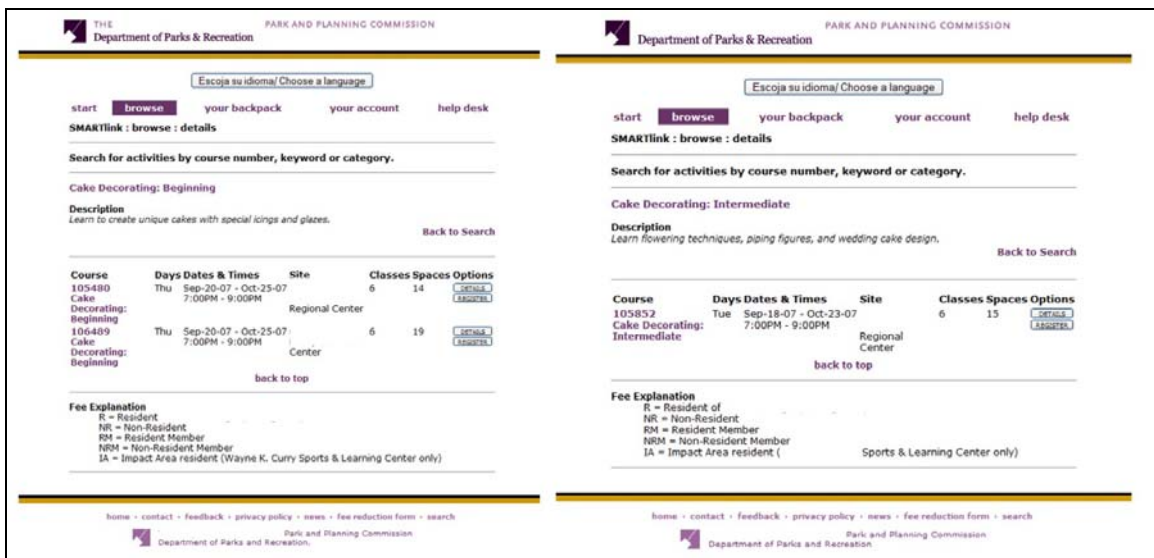 THE PARK AND PLANNING COMMISSION
Department of Parks & Recreation
Escoja su idioma/ Choose a language
start browse your backpack your account help desk
SMARTlink : browse : details
Search for activities by course number, keyword or category.
Cake Decorating: Beginning
Description
Learn to create unique cakes with special icings and glazes.
Back to Search
Course Days Dates & Times Site Classes Spaces Options
105480 Thu Sep-20-07 - Oct-25-07 6 14 DETAILS
Cake 7:00PM - 9:00PM REGISTER
Decorating: Regional Center
Beginning
106489 Thu Sep-20-07 - Oct-25-07 6 19 DETAILS
Cake 7:00PM - 9:00PM REGISTER
Decorating: Center
Beginning
back to top
Fee Explanation
R = Resident
NR = Non-Resident
RM = Resident Member
NRM = Non-Resident Member
IA = Impact Area resident (Wayne K. Curry Sports & Learning Center only)
home - contact - feedback - privacy policy - news - fee reduction form - search
Park and Planning Commission
Department of Parks and Recreation.
PARK AND PLANNING COMMISSION
Department of Parks & Recreation
Escoja su idioma/ Choose a language
start browse your backpack your account help desk
SMARTlink : browse : details
Search for activities by course number, keyword or category.
Cake Decorating: Intermediate
Description
Learn flowering techniques, piping figures, and wedding cake design.
Back to Search
Course Days Dates & Times Site Classes Spaces Options
105852 Tue Sep-18-07 - Oct-23-07 6 15 DETAILS
Cake Decorating: 7:00PM - 9:00PM REGISTER
Intermediate Regional
Center
back to top
Fee Explanation
R = Resident of
NR = Non-Resident
RM = Resident Member
NRM = Non-Resident Member
IA = Impact Area resident ( Sports & Learning Center only)
home - contact - feedback - privacy policy - news - fee reduction form - search
Park and Planning Commission
Department of Parks and Recreation